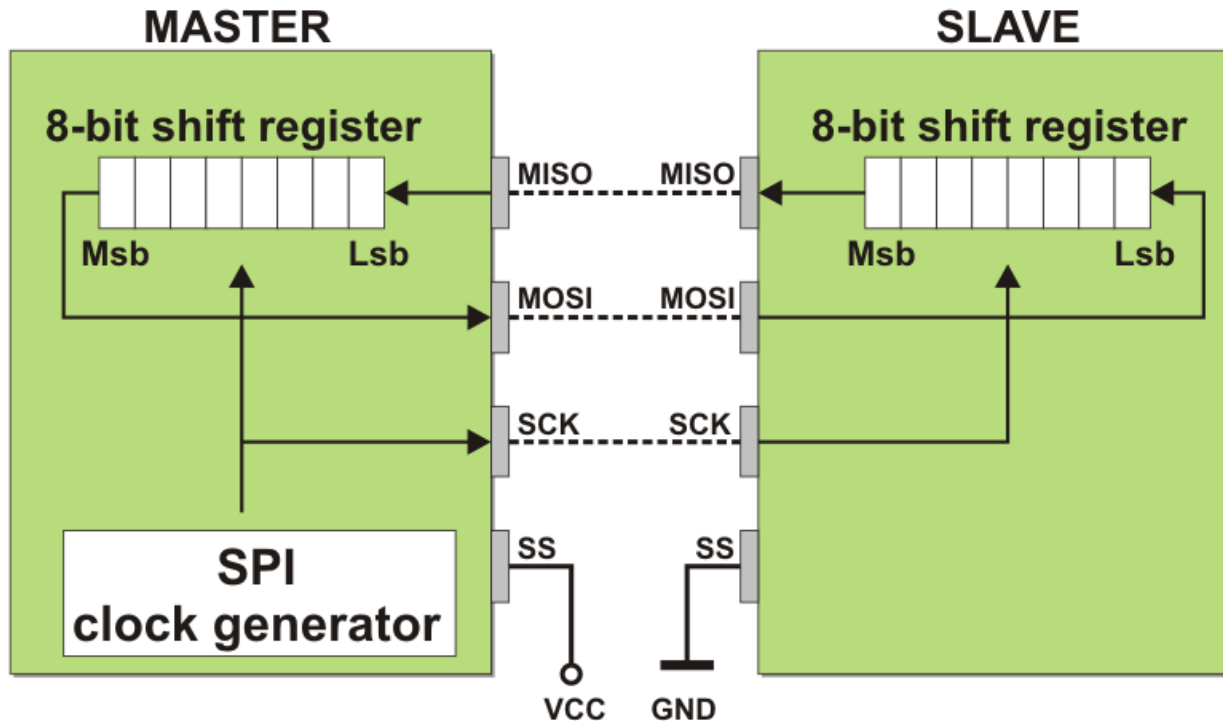 MASTER
SLAVE
8-bit shift register
8-bit shift register
MISO
MISO
Msb
Lsb
Msb
Lsb
MOSI
MOSI
SCK
SCK
SPI
clock generator
SS
SS
VCC
GND